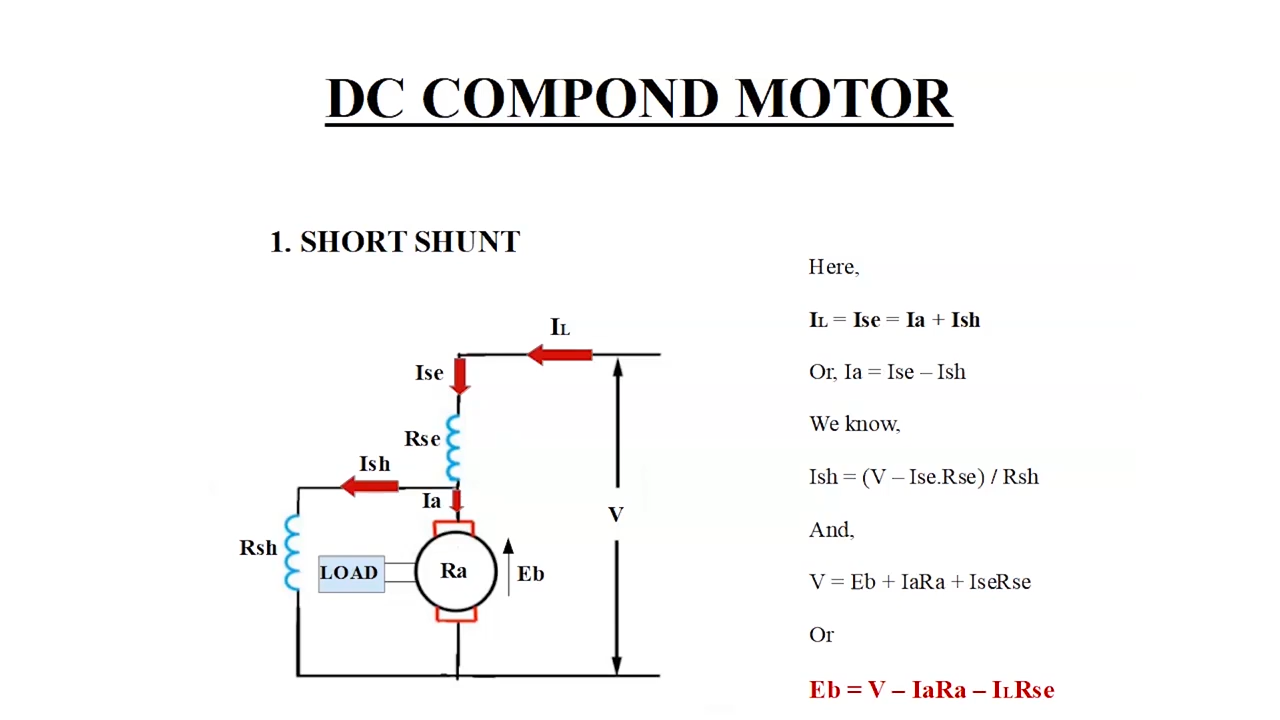 DC COMPOND MOTOR
1. SHORT SHUNT
IL
Ise
Rse
Ish
Ia
Rsh
LOAD
Ra
Eb
V
Here,
IL = Ise = Ia + Ish
Or, Ia = Ise – Ish
We know,
Ish = (V – Ise.Rse) / Rsh
And,
V = Eb + IaRa + IseRse
Or
Eb = V – IaRa – ILRse